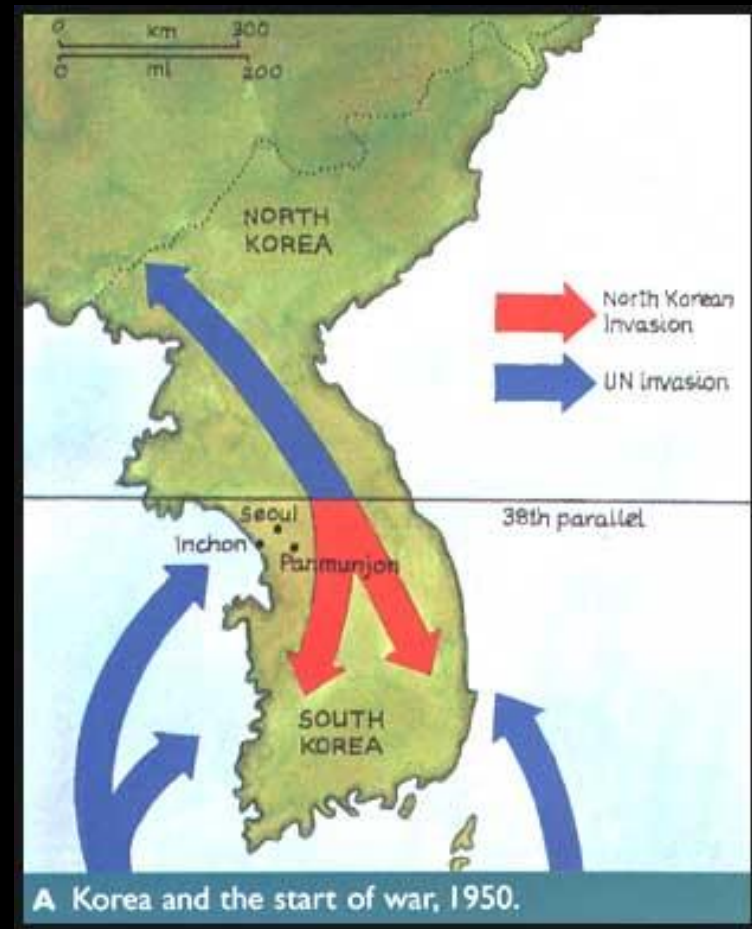 0 km 300
0 ml 200
NORTH
KOREA
North Korean
Invasion
UN invasion
38th parallel
Seoul
Inchon
Panmunjon
SOUTH
KOREA
A Korea and the start of war, 1950.